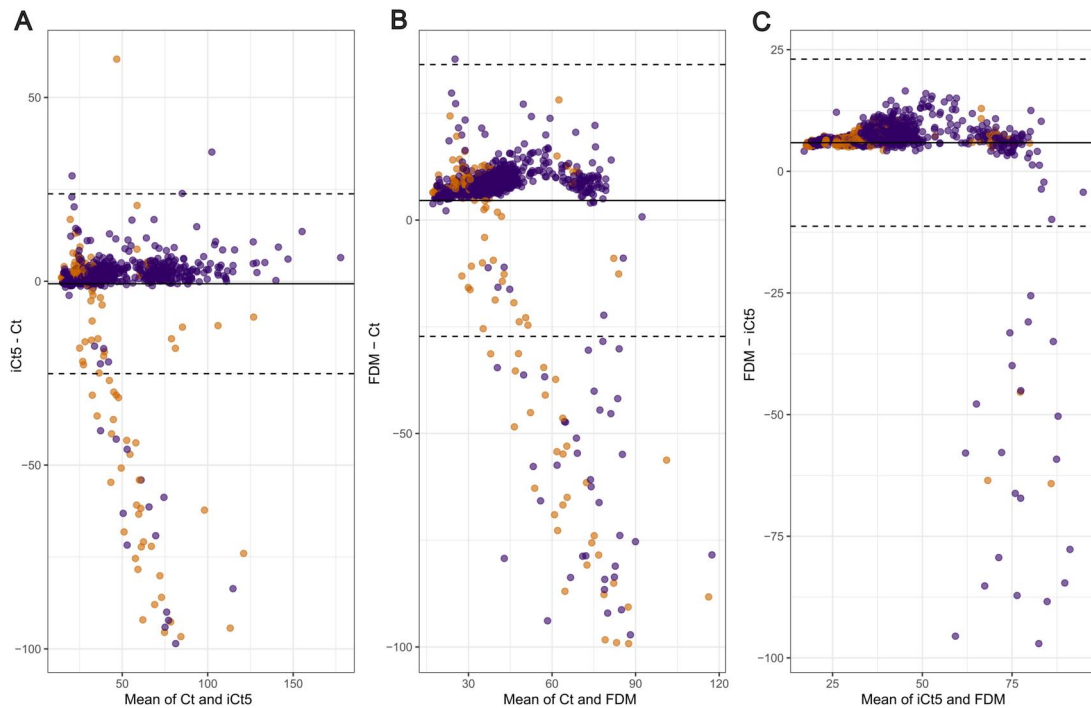 A
B
C
50
0
−50
−100
iCt5 - Ct
50
100
150
Mean of Ct and iCt5
0
−50
−100
FDM − Ct
30
60
90
120
Mean of Ct and FDM
25
0
−25
−50
−75
−100
FDM − iCt5
25
50
75
Mean of iCt5 and FDM